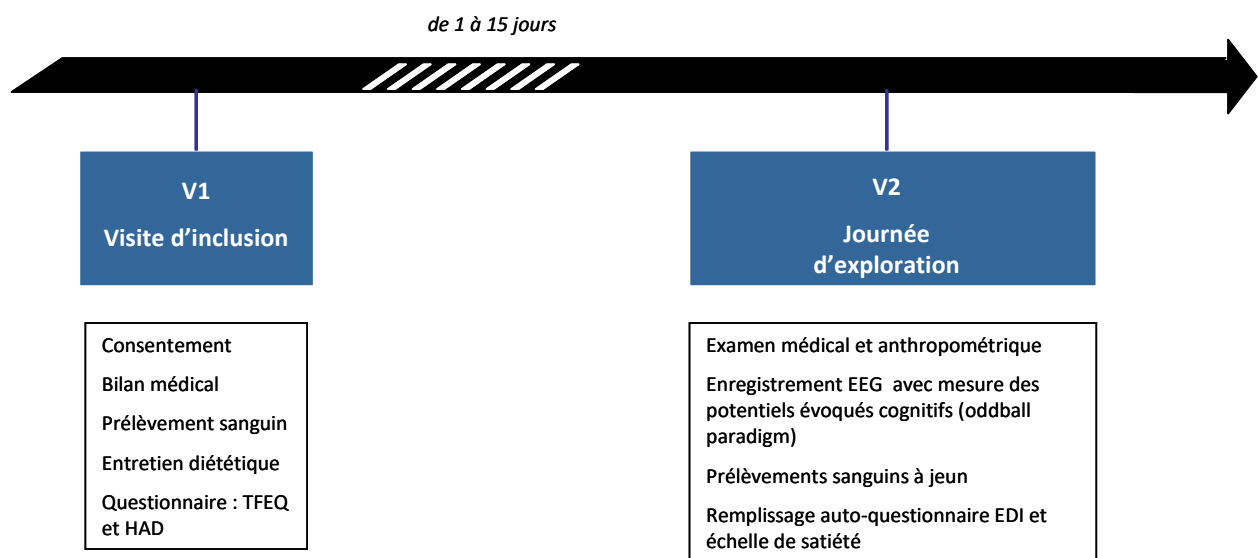 de 1 à 15 jours
V1
Visite d’inclusion
V2
Journée
d’exploration
Consentement
Bilan médical
Prélèvement sanguin
Entretien diététique
Questionnaire : TFEQ
et HAD
Examen médical et anthropométrique
Enregistrement EEG avec mesure des
potentiels évoqués cognitifs (oddball
paradigm)
Prélèvements sanguins à jeun
Remplissage auto-questionnaire EDI et
échelle de satiété